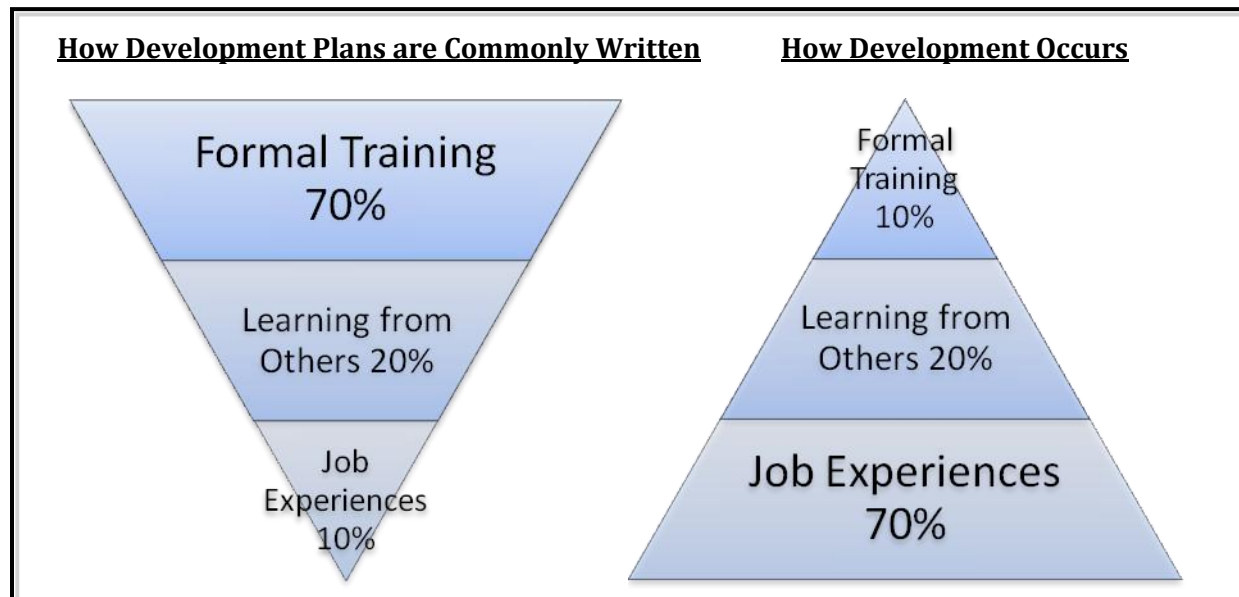 How Development Plans are Commonly Written
Formal Training
70%
Learning from
Others 20%
Job
Experiences
10%
How Development Occurs
Formal
Training
10%
Learning from
Others 20%
Job Experiences
70%